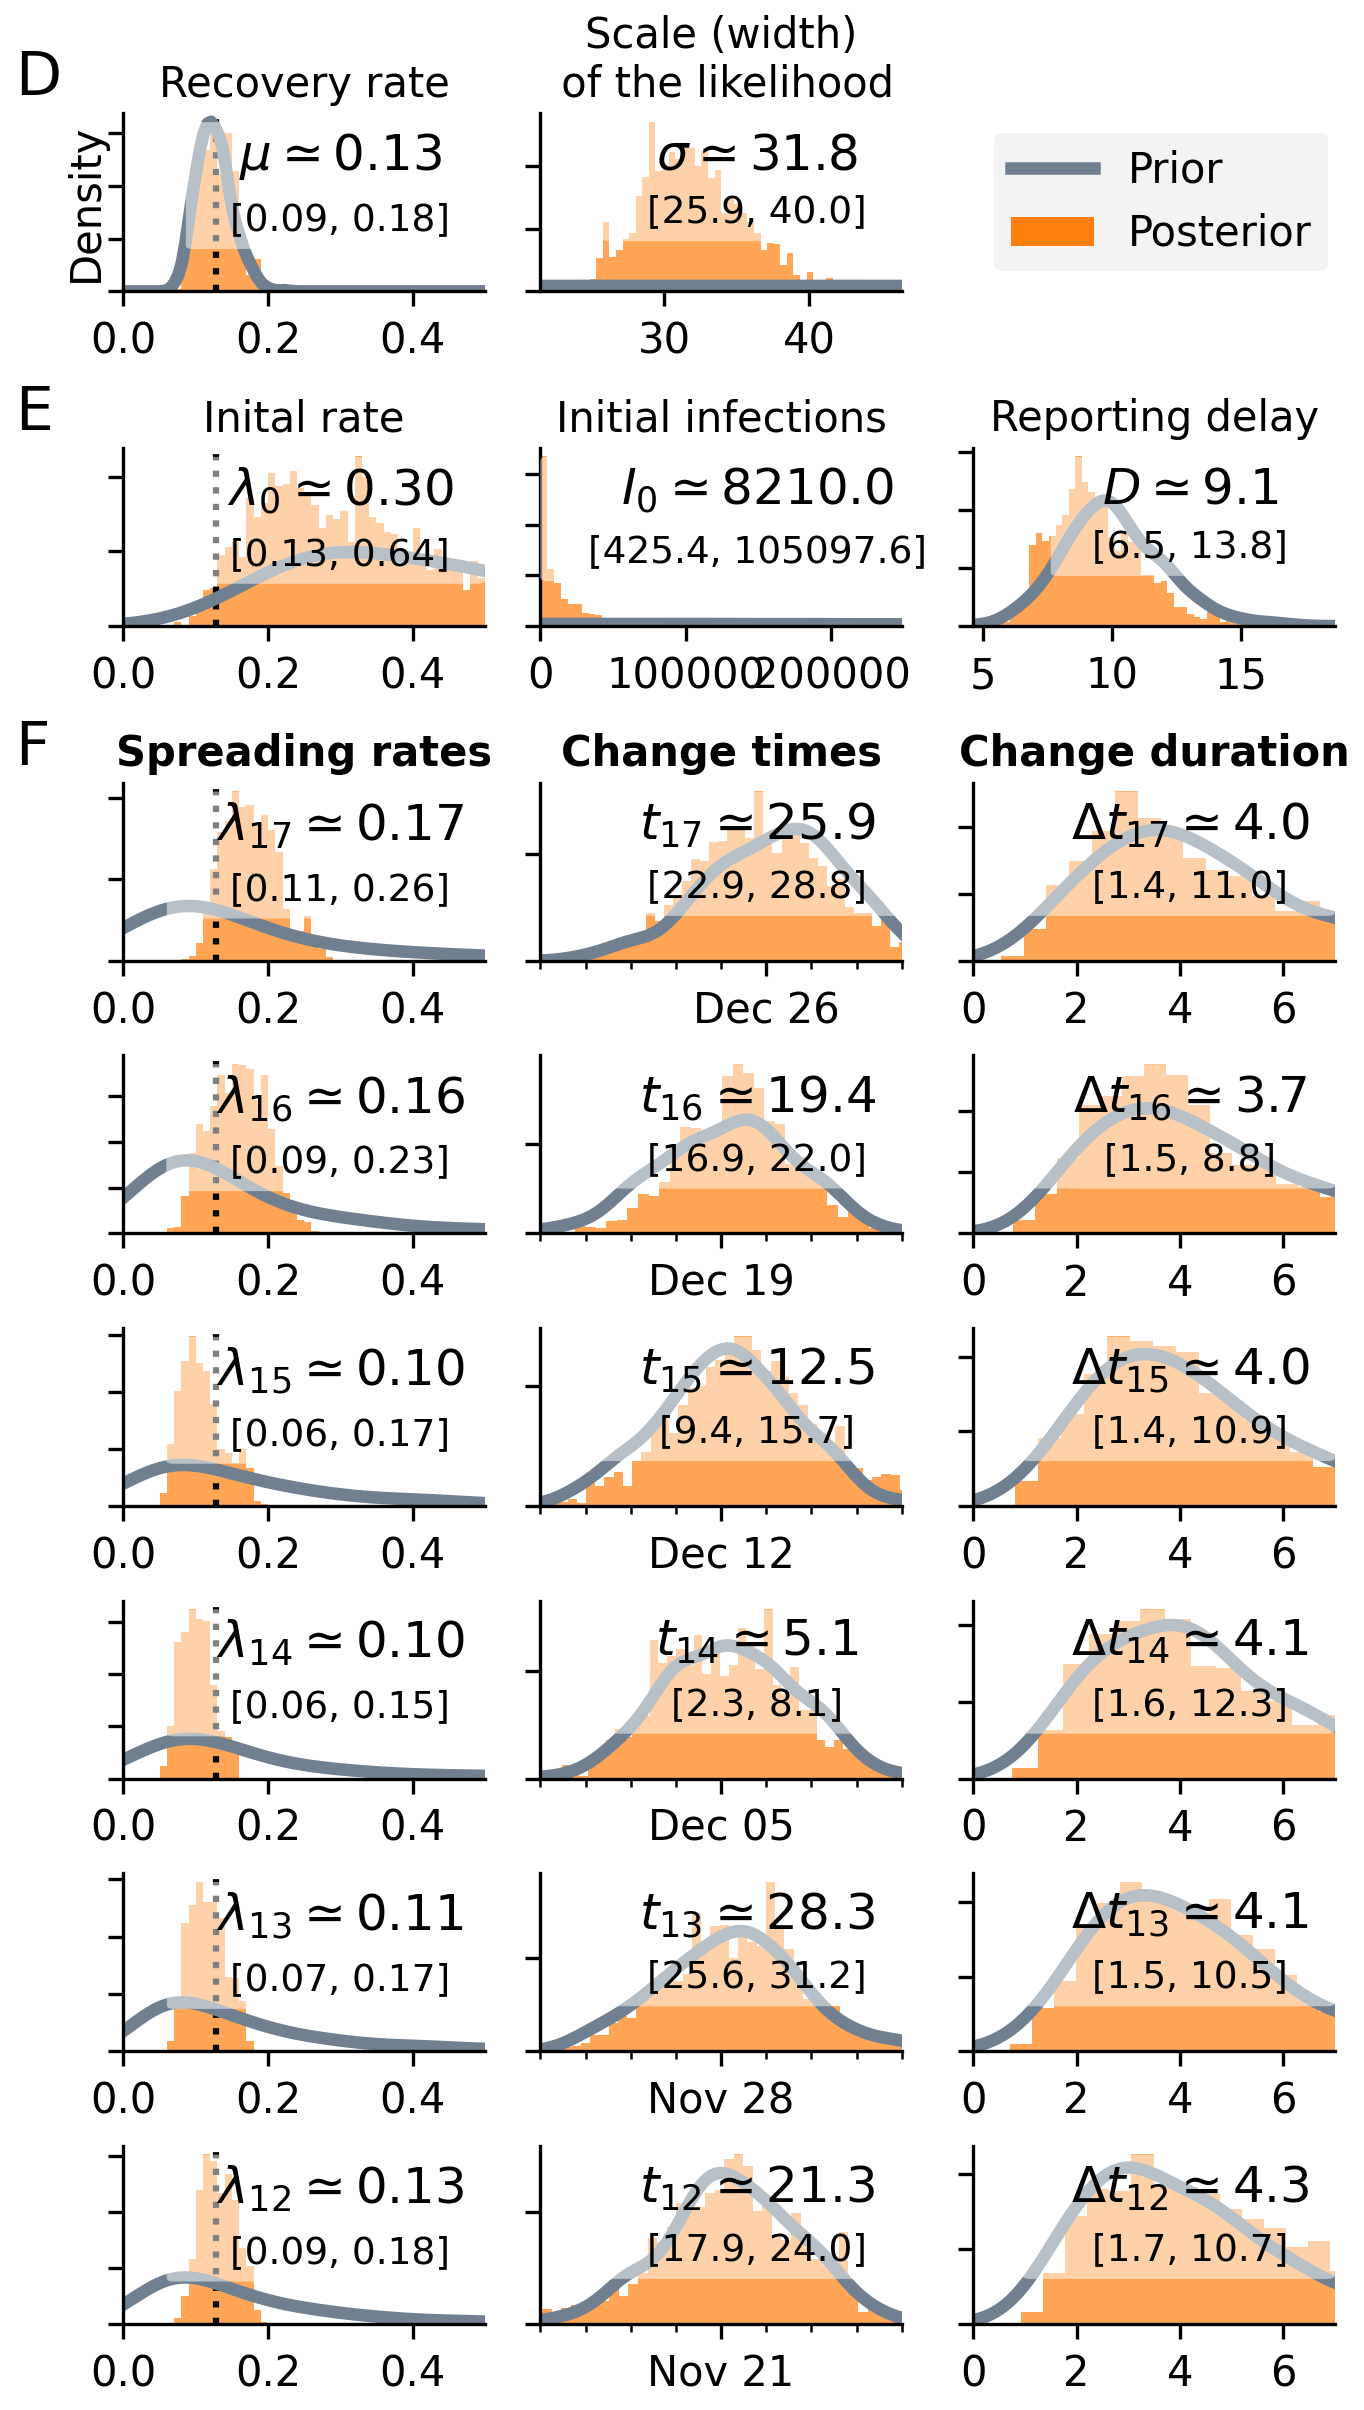 D
Scale (width)
Recovery rate
of the likelihood
Density
μ ≃ 0.13
[0.09, 0.18]
0.0 0.2 0.4
σ ≃ 31.8
[25.9, 40.0]
30 40
Prior
Posterior
E
Inital rate
λ0 ≃ 0.30
[0.13, 0.64]
0.0 0.2 0.4
Initial infections
I0 ≃ 8210.0
[425.4, 105097.6]
0 100000 200000
Reporting delay
D ≃ 9.1
[6.5, 13.8]
5 10 15
F
Spreading rates Change times Change duration
λ17 ≃ 0.17
[0.11, 0.26]
0.0 0.2 0.4
t17 ≃ 25.9
[22.9, 28.8]
Dec 26
Δt17 ≃ 4.0
[1.4, 11.0]
0 2 4 6
λ16 ≃ 0.16
[0.09, 0.23]
0.0 0.2 0.4
t16 ≃ 19.4
[16.9, 22.0]
Dec 19
Δt16 ≃ 3.7
[1.5, 8.8]
0 2 4 6
λ15 ≃ 0.10
[0.06, 0.17]
0.0 0.2 0.4
t15 ≃ 12.5
[9.4, 15.7]
Dec 12
Δt15 ≃ 4.0
[1.4, 10.9]
0 2 4 6
λ14 ≃ 0.10
[0.06, 0.15]
0.0 0.2 0.4
t14 ≃ 5.1
[2.3, 8.1]
Dec 05
Δt14 ≃ 4.1
[1.6, 12.3]
0 2 4 6
λ13 ≃ 0.11
[0.07, 0.17]
0.0 0.2 0.4
t13 ≃ 28.3
[25.6, 31.2]
Nov 28
Δt13 ≃ 4.1
[1.5, 10.5]
0 2 4 6
λ12 ≃ 0.13
[0.09, 0.18]
0.0 0.2 0.4
t12 ≃ 21.3
[17.9, 24.0]
Nov 21
Δt12 ≃ 4.3
[1.7, 10.7]
0 2 4 6